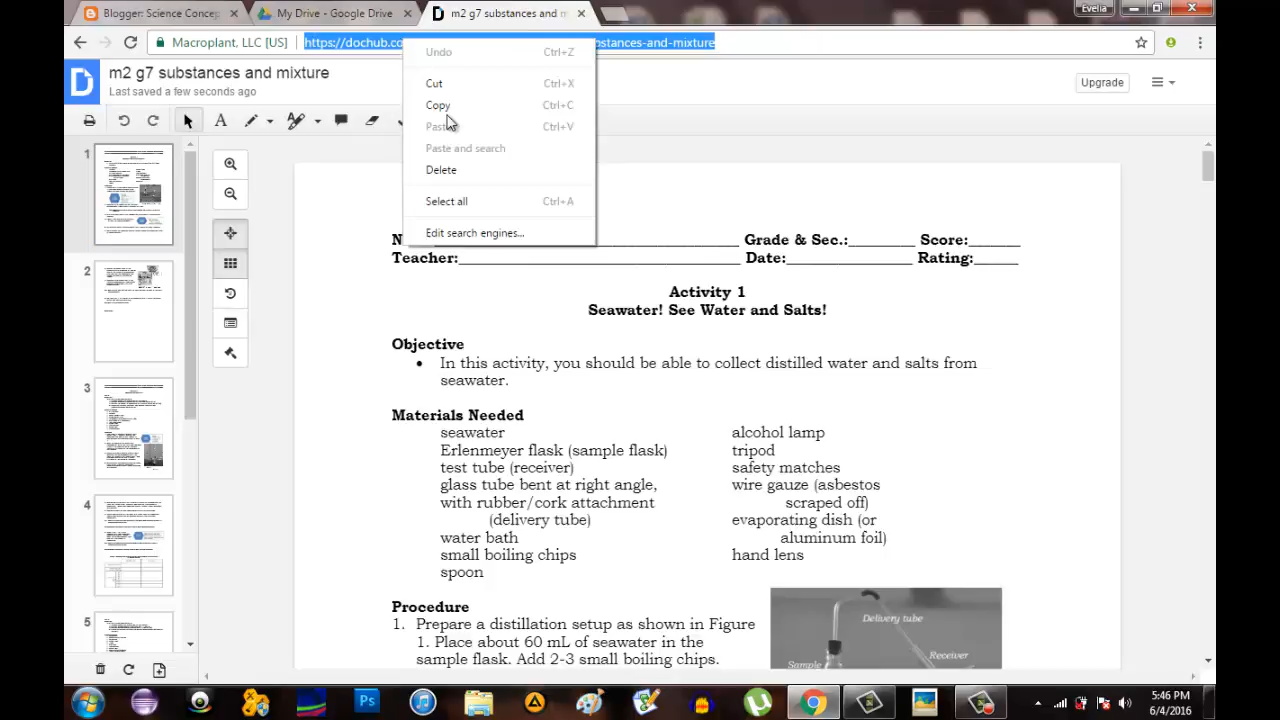 Blogger: Science Concep
My Drive - Google Drive
m2 g7 substances and m
Evelia
Macroplant, LLC [US]
https://dochub.co
stances-and-mixture
m2 g7 substances and mixture
Last saved a few seconds ago
Upgrade
Undo Ctrl+Z
Cut Ctrl+X
Copy Ctrl+C
Paste Ctrl+V
Paste and search
Delete
Select all Ctrl+A
Edit search engines...
1
2
3
4
5
N Grade & Sec.:________ Score:______
Teacher:__________________________________ Date:_______________ Rating:_____
Activity 1
Seawater! See Water and Salts!
Objective
• In this activity, you should be able to collect distilled water and salts from
seawater.
Materials Needed
seawater
Erlenmeyer flask (sample flask)
test tube (receiver)
glass tube bent at right angle,
with rubber/cork attachment
(delivery tube)
water bath
small boiling chips
spoon
alcohol lamp
tripod
safety matches
wire gauze (asbestos
scraped off)
evaporating dish (or
aluminum foil)
hand lens
Procedure
1. Prepare a distillation setup as shown in Figure
1. Place about 60 mL of seawater in the
sample flask. Add 2-3 small boiling chips.
Delivery tube
Receiver
Sample
5:46 PM
6/4/2016